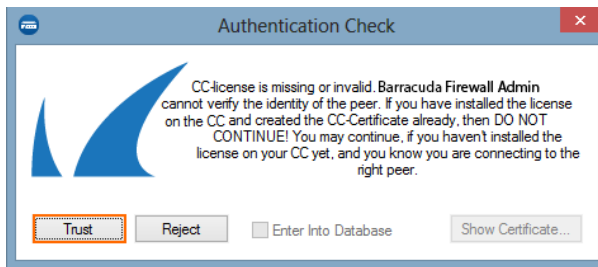 Authentication Check
CC-license is missing or invalid. Barracuda Firewall Admin
cannot verify the identity of the peer. If you have installed the license
on the CC and created the CC-Certificate already, then DO NOT
CONTINUE! You may continue, if you haven't installed the
license on your CC yet, and you know you are connecting to the
right peer.
Trust Reject Enter Into Database Show Certificate...